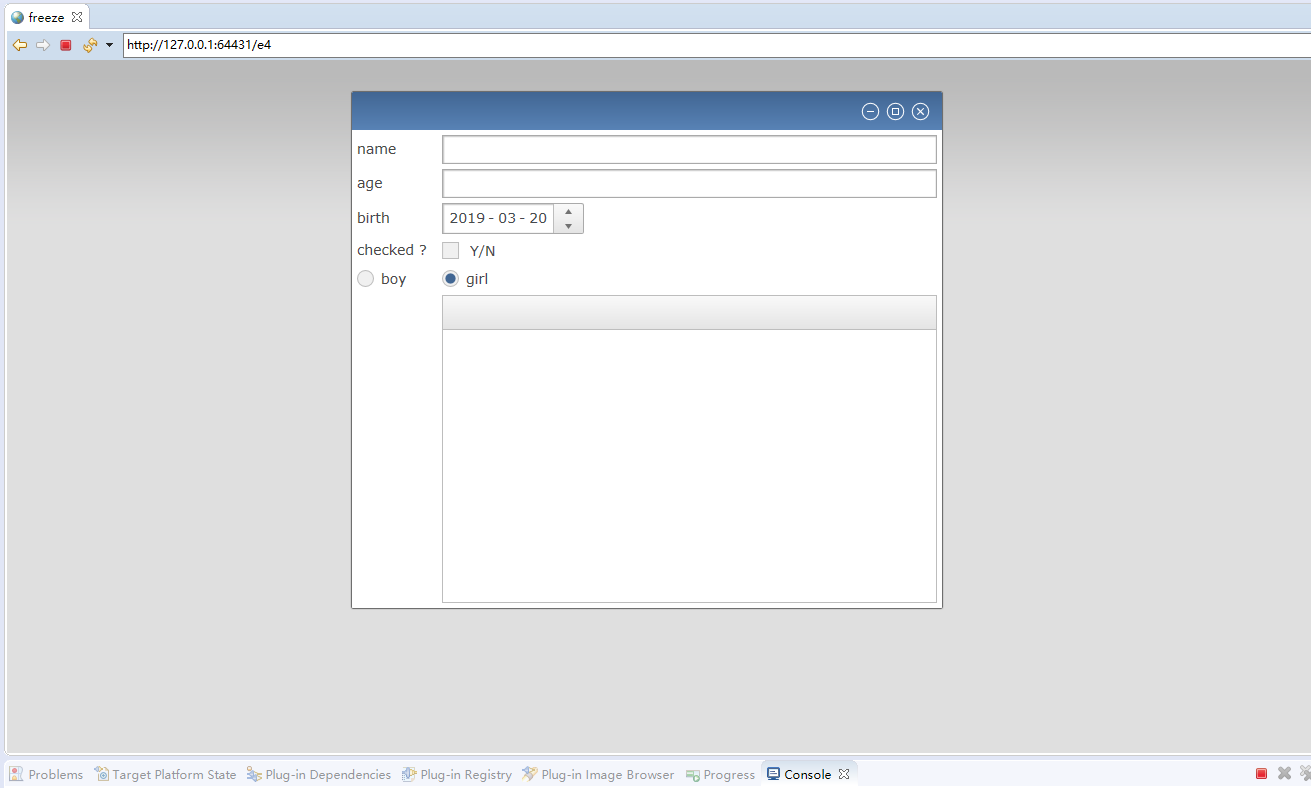 freeze
http://127.0.0.1:64431/e4
name
age
birth 2019 - 03 - 20
checked ? Y/N
boy girl
Problems Target Platform State Plug-in Dependencies Plug-in Registry Plug-in Image Browser Progress Console